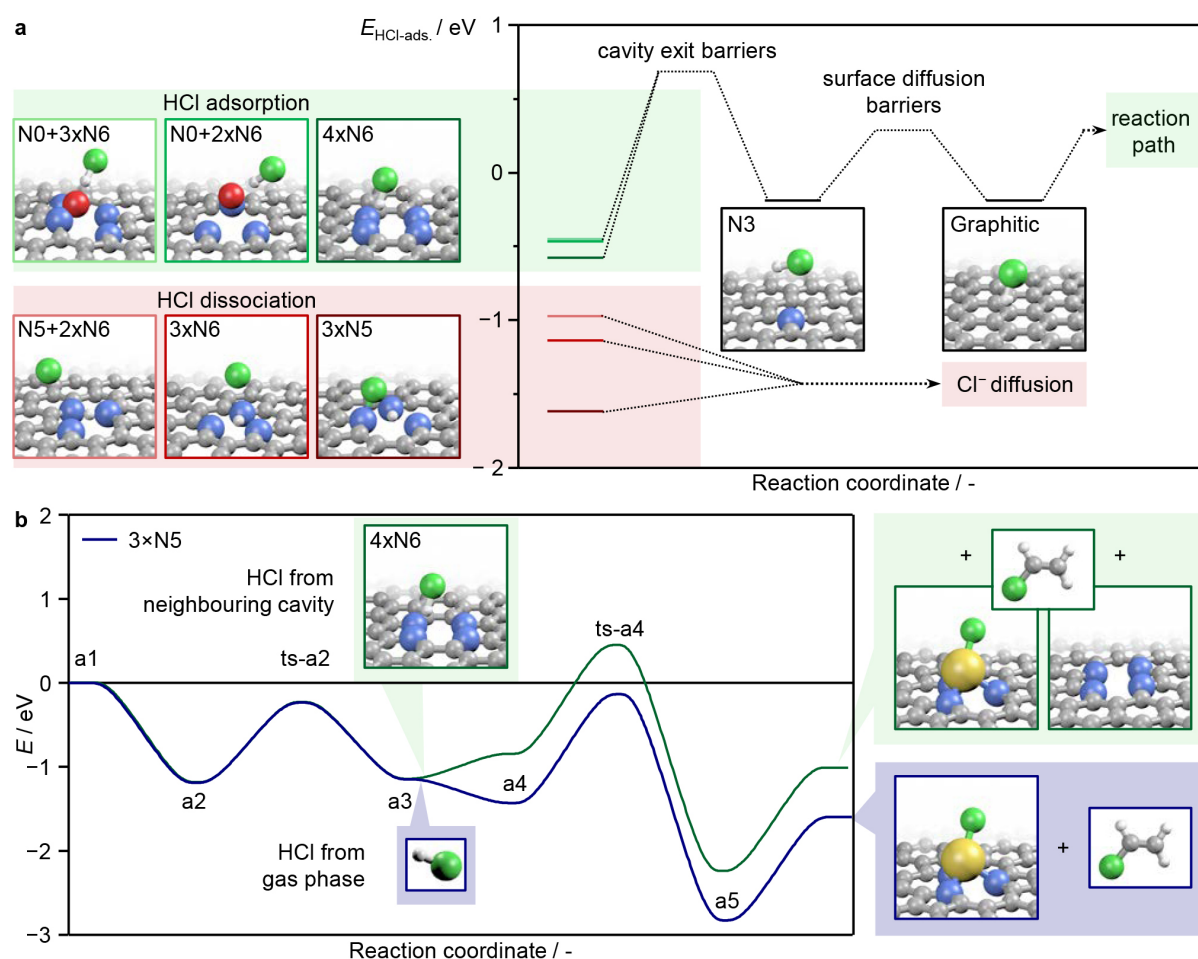 a
E HCl-ads. / eV
1
0
−1
−2
cavity exit barriers
surface diffusion
barriers
reaction
path
HCl adsorption
N0+3xN6
N0+2xN6
4xN6
HCl dissociation
N5+2xN6
3xN6
3xN5
N3
Graphitic
Cl⁻ diffusion
Reaction coordinate / -
b
2
1
0
−1
−2
−3
E / eV
3×N5
HCl from
neighbouring cavity
4xN6
a1
ts-a2
ts-a4
a2
a3
a4
a5
HCl from
gas phase
+
+
+
Reaction coordinate / -